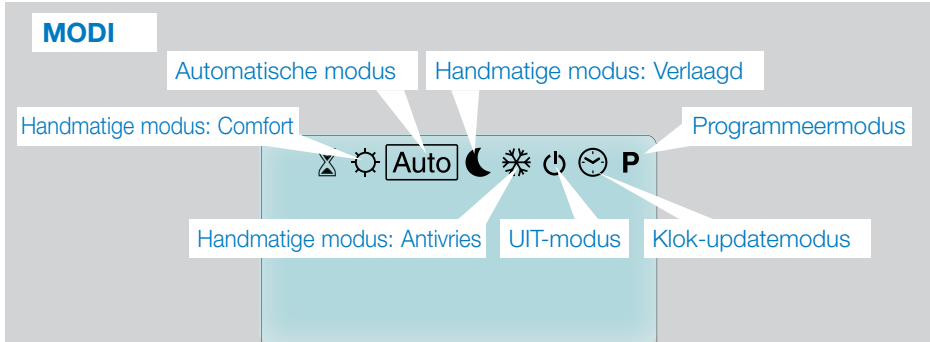 MODI
Automatische modus
Handmatige modus: Verlaagd
Handmatige modus: Comfort
Programmeermodus
Auto
P
Handmatige modus: Antivries
UIT-modus
Klok-updatemodus